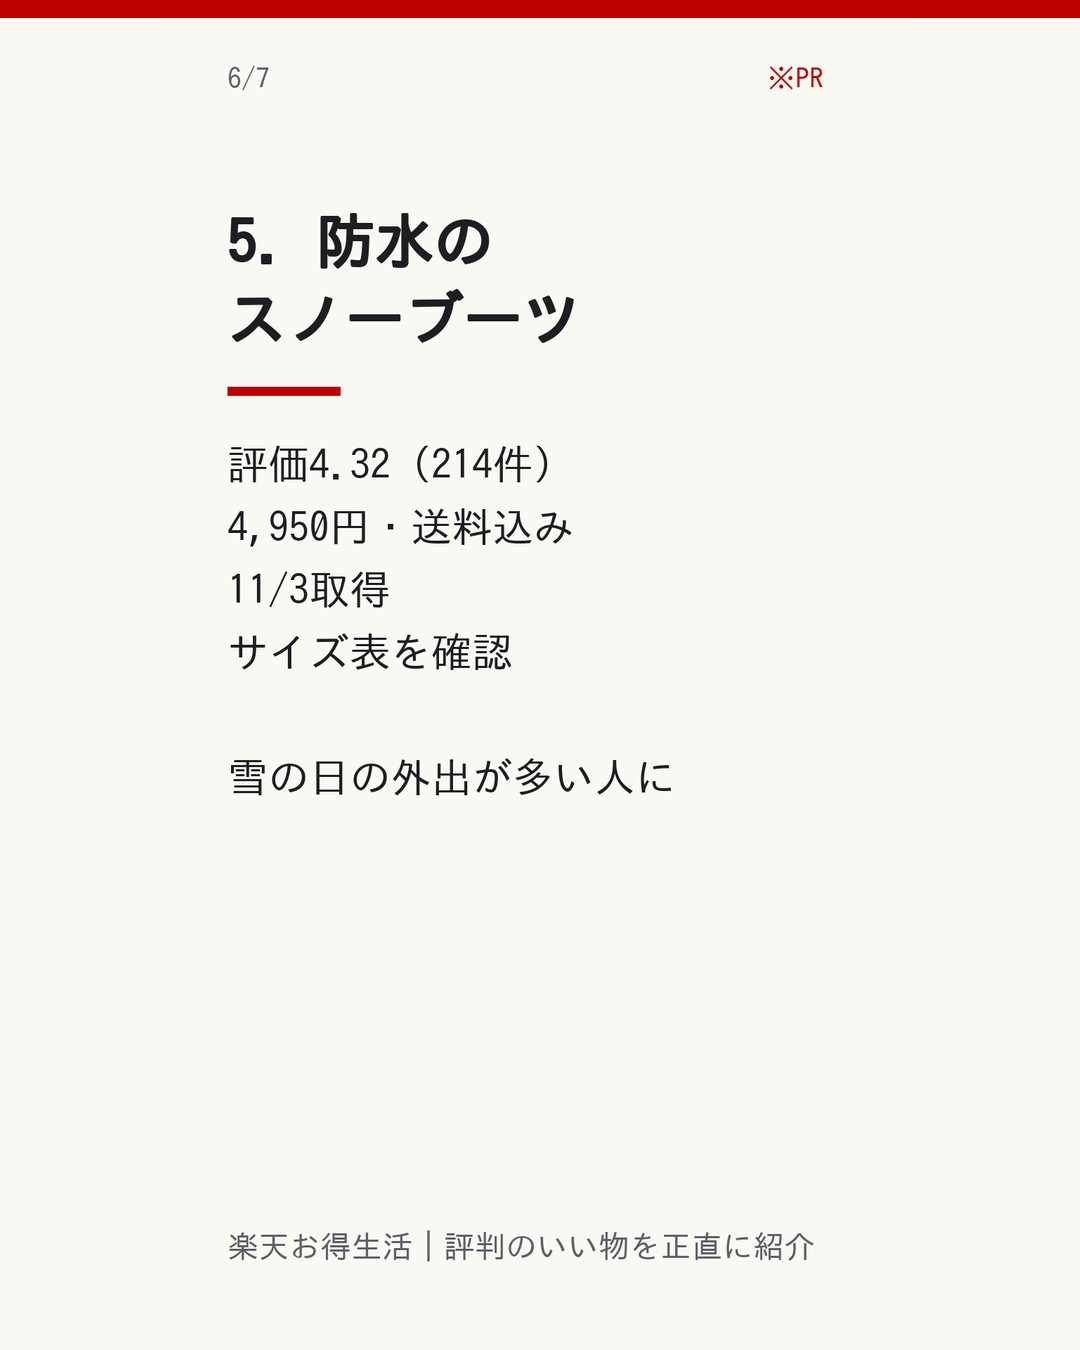 6/7
※PR
5. 防水の
スノーブーツ
評価4.32（214件）
4,950円・送料込み
11/3取得
サイズ表を確認
雪の日の外出が多い人に
楽天お得生活｜評判のいい物を正直に紹介